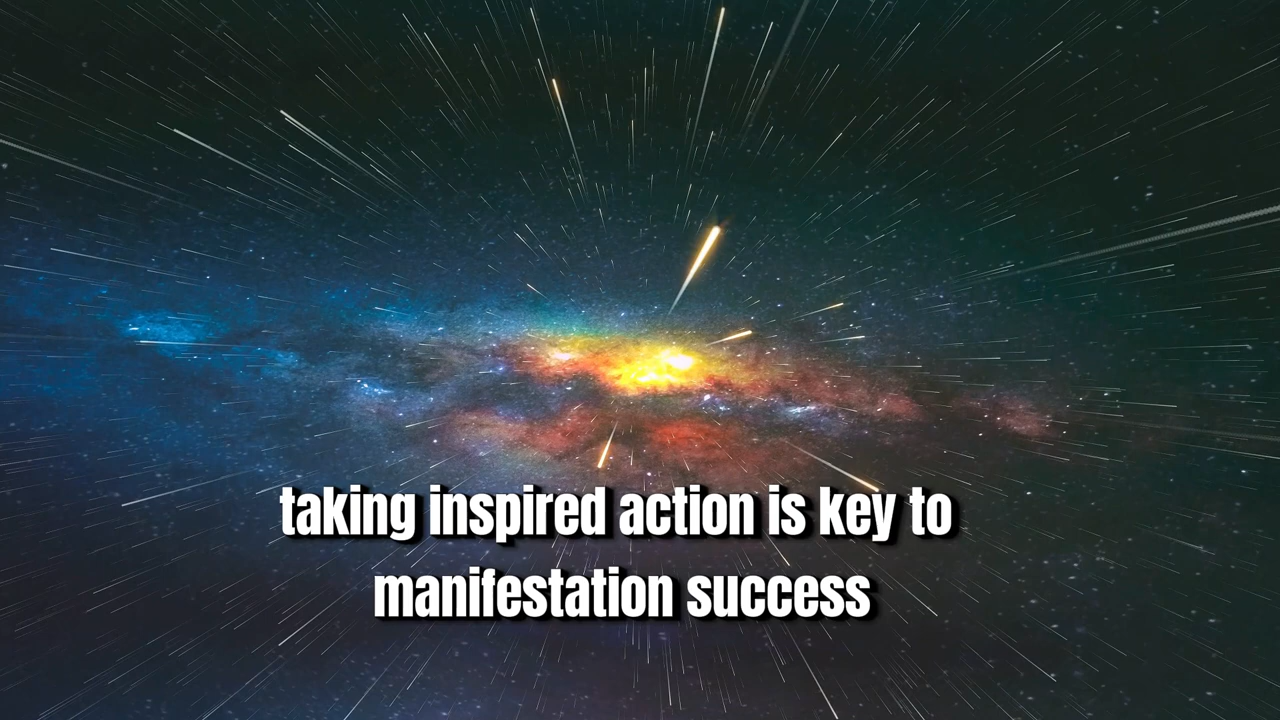 taking inspired action is key to
manifestation success